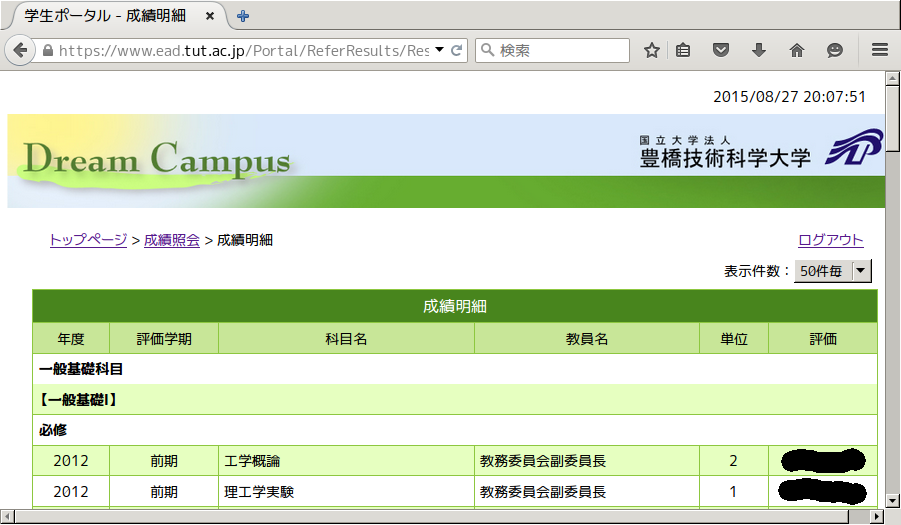 学生ポータル - 成績明細
https://www.ead.tut.ac.jp/Portal/ReferResults/Res
検索
2015/08/27 20:07:51
Dream Campus
国立大学法人
豊橋技術科学大学
トップページ > 成績照会 > 成績明細
ログアウト
表示件数：50件毎
成績明細
年度 評価学期 科目名 教員名 単位 評価
一般基礎科目
【一般基礎I】
必修
2012 前期 工学概論 教務委員会副委員長 2
2012 前期 理工学実験 教務委員会副委員長 1